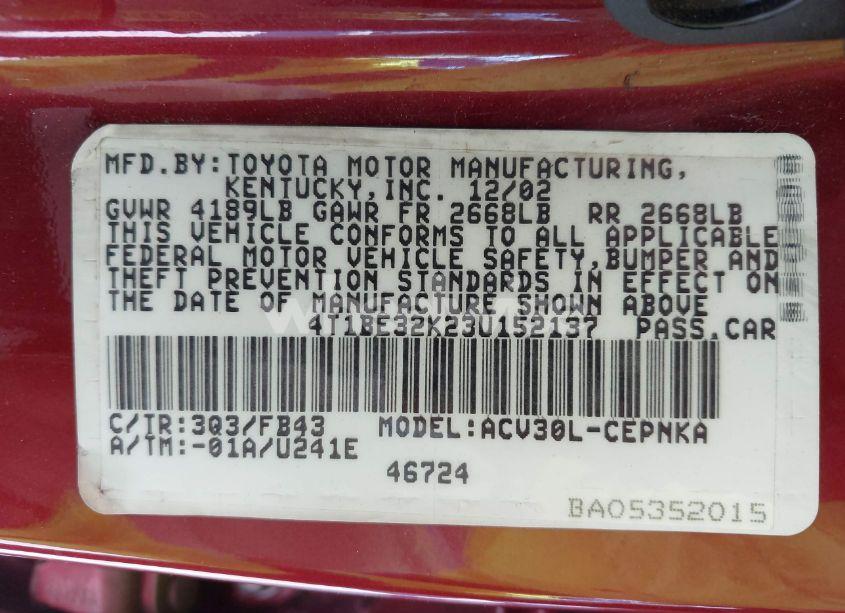 MFD.BY:TOYOTA MOTOR MANUFACTURING,
KENTUCKY,INC. 12/02
GVWR 4189LB GAWR FR 2668LB RR 2668LB
THIS VEHICLE CONFORMS TO ALL APPLICABLE
FEDERAL MOTOR VEHICLE SAFETY,BUMPER AND
THEFT PREVENTION STANDARDS IN EFFECT ON
THE DATE OF MANUFACTURE SHOWN ABOVE
4T1BE32K23U152137 PASS.CAR
C/TR:3Q3/FB43 MODEL:ACV30L-CEPNKA
A/TM:-01A/U241E
46724
BA05352015